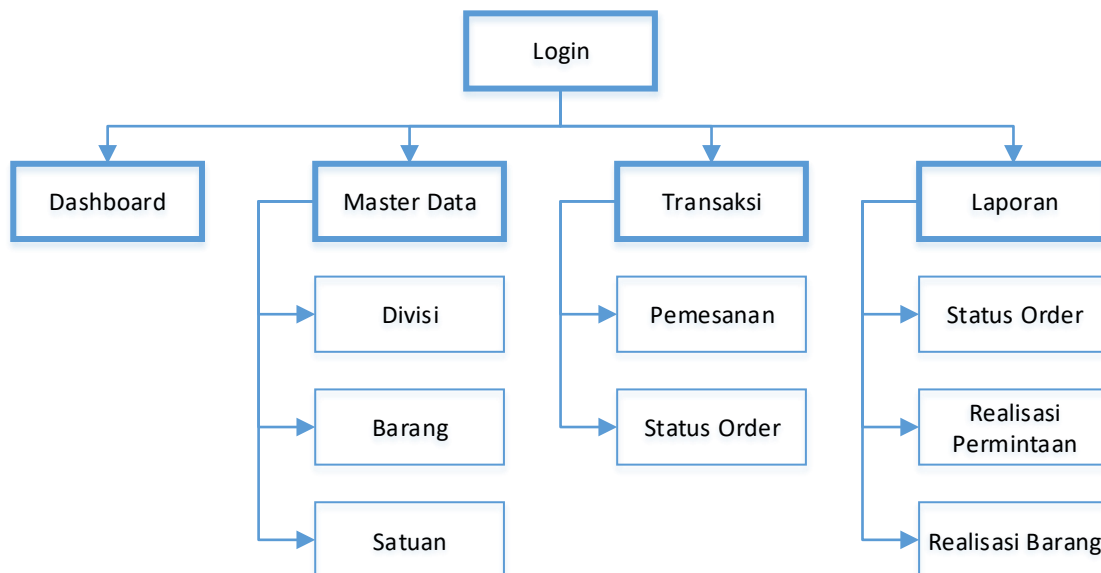 Login
Dashboard
Master Data
Transaksi
Laporan
Divisi
Pemesanan
Status Order
Barang
Status Order
Realisasi
Permintaan
Satuan
Realisasi Barang